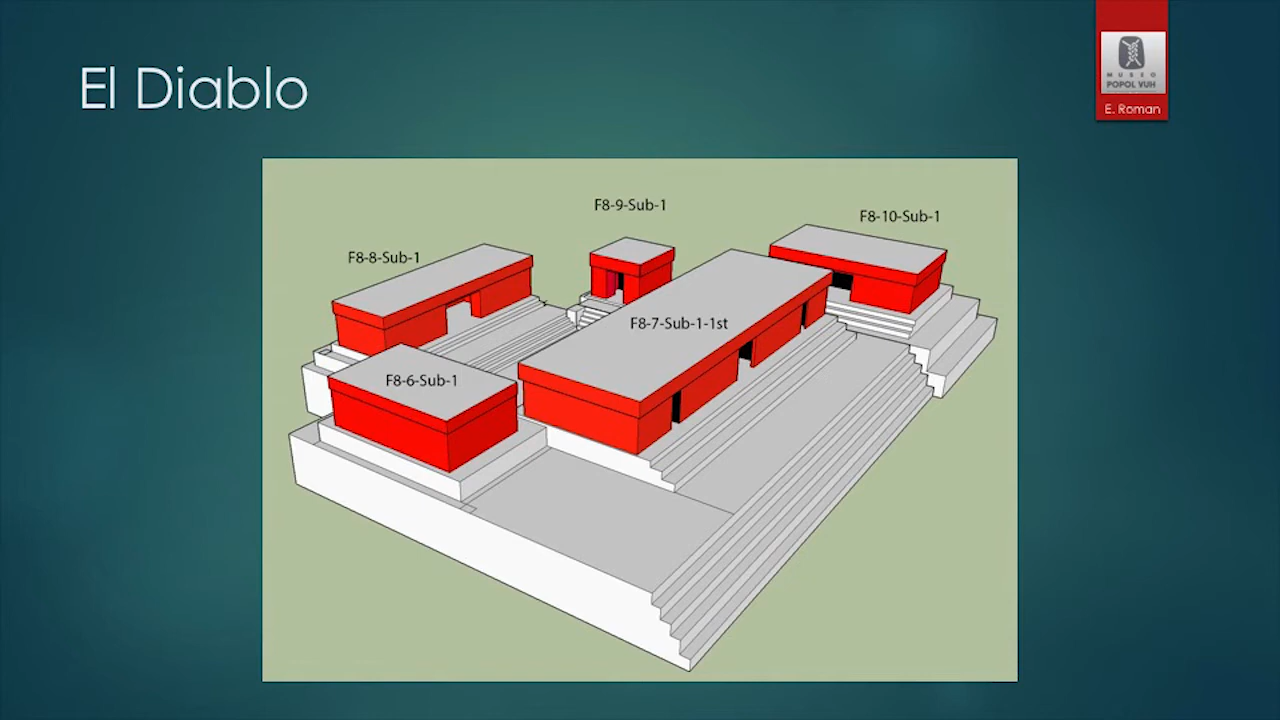 El Diablo
MUSEO
POPOL VUH
E. Roman
F8-9-Sub-1
F8-10-Sub-1
F8-8-Sub-1
F8-7-Sub-1-1st
F8-6-Sub-1